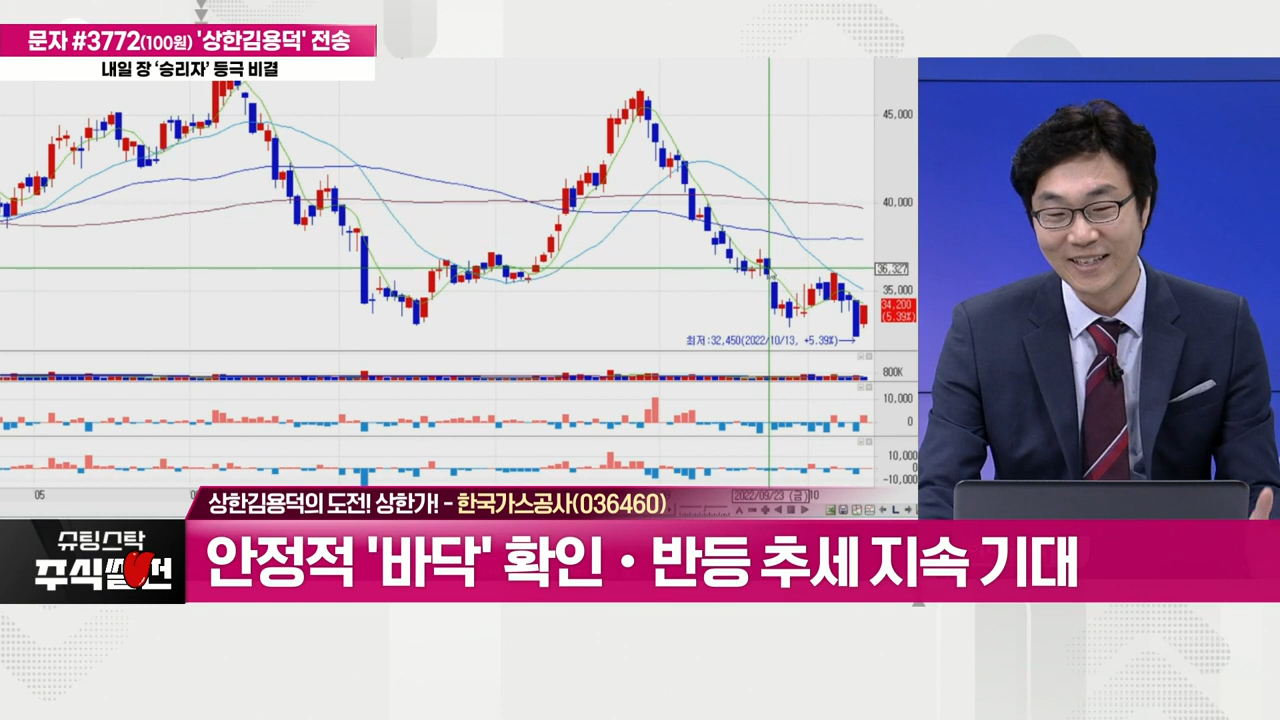 문자 #3772(100원) '상한김용덕' 전송
내일 장 ‘승리자’ 등극 비결
45,000
40,000
36,327
35,000
34,200
(5.39%)
최저:32,450(2022/10/13, +5.39%)
800K
10,000
0
10,000
0
-10,000
05
2022/09/23 (금)
10
상한김용덕의 도전! 상한가! - 한국가스공사(036460)
슈팅스탁
주식썰전
안정적 '바닥' 확인·반등 추세 지속 기대